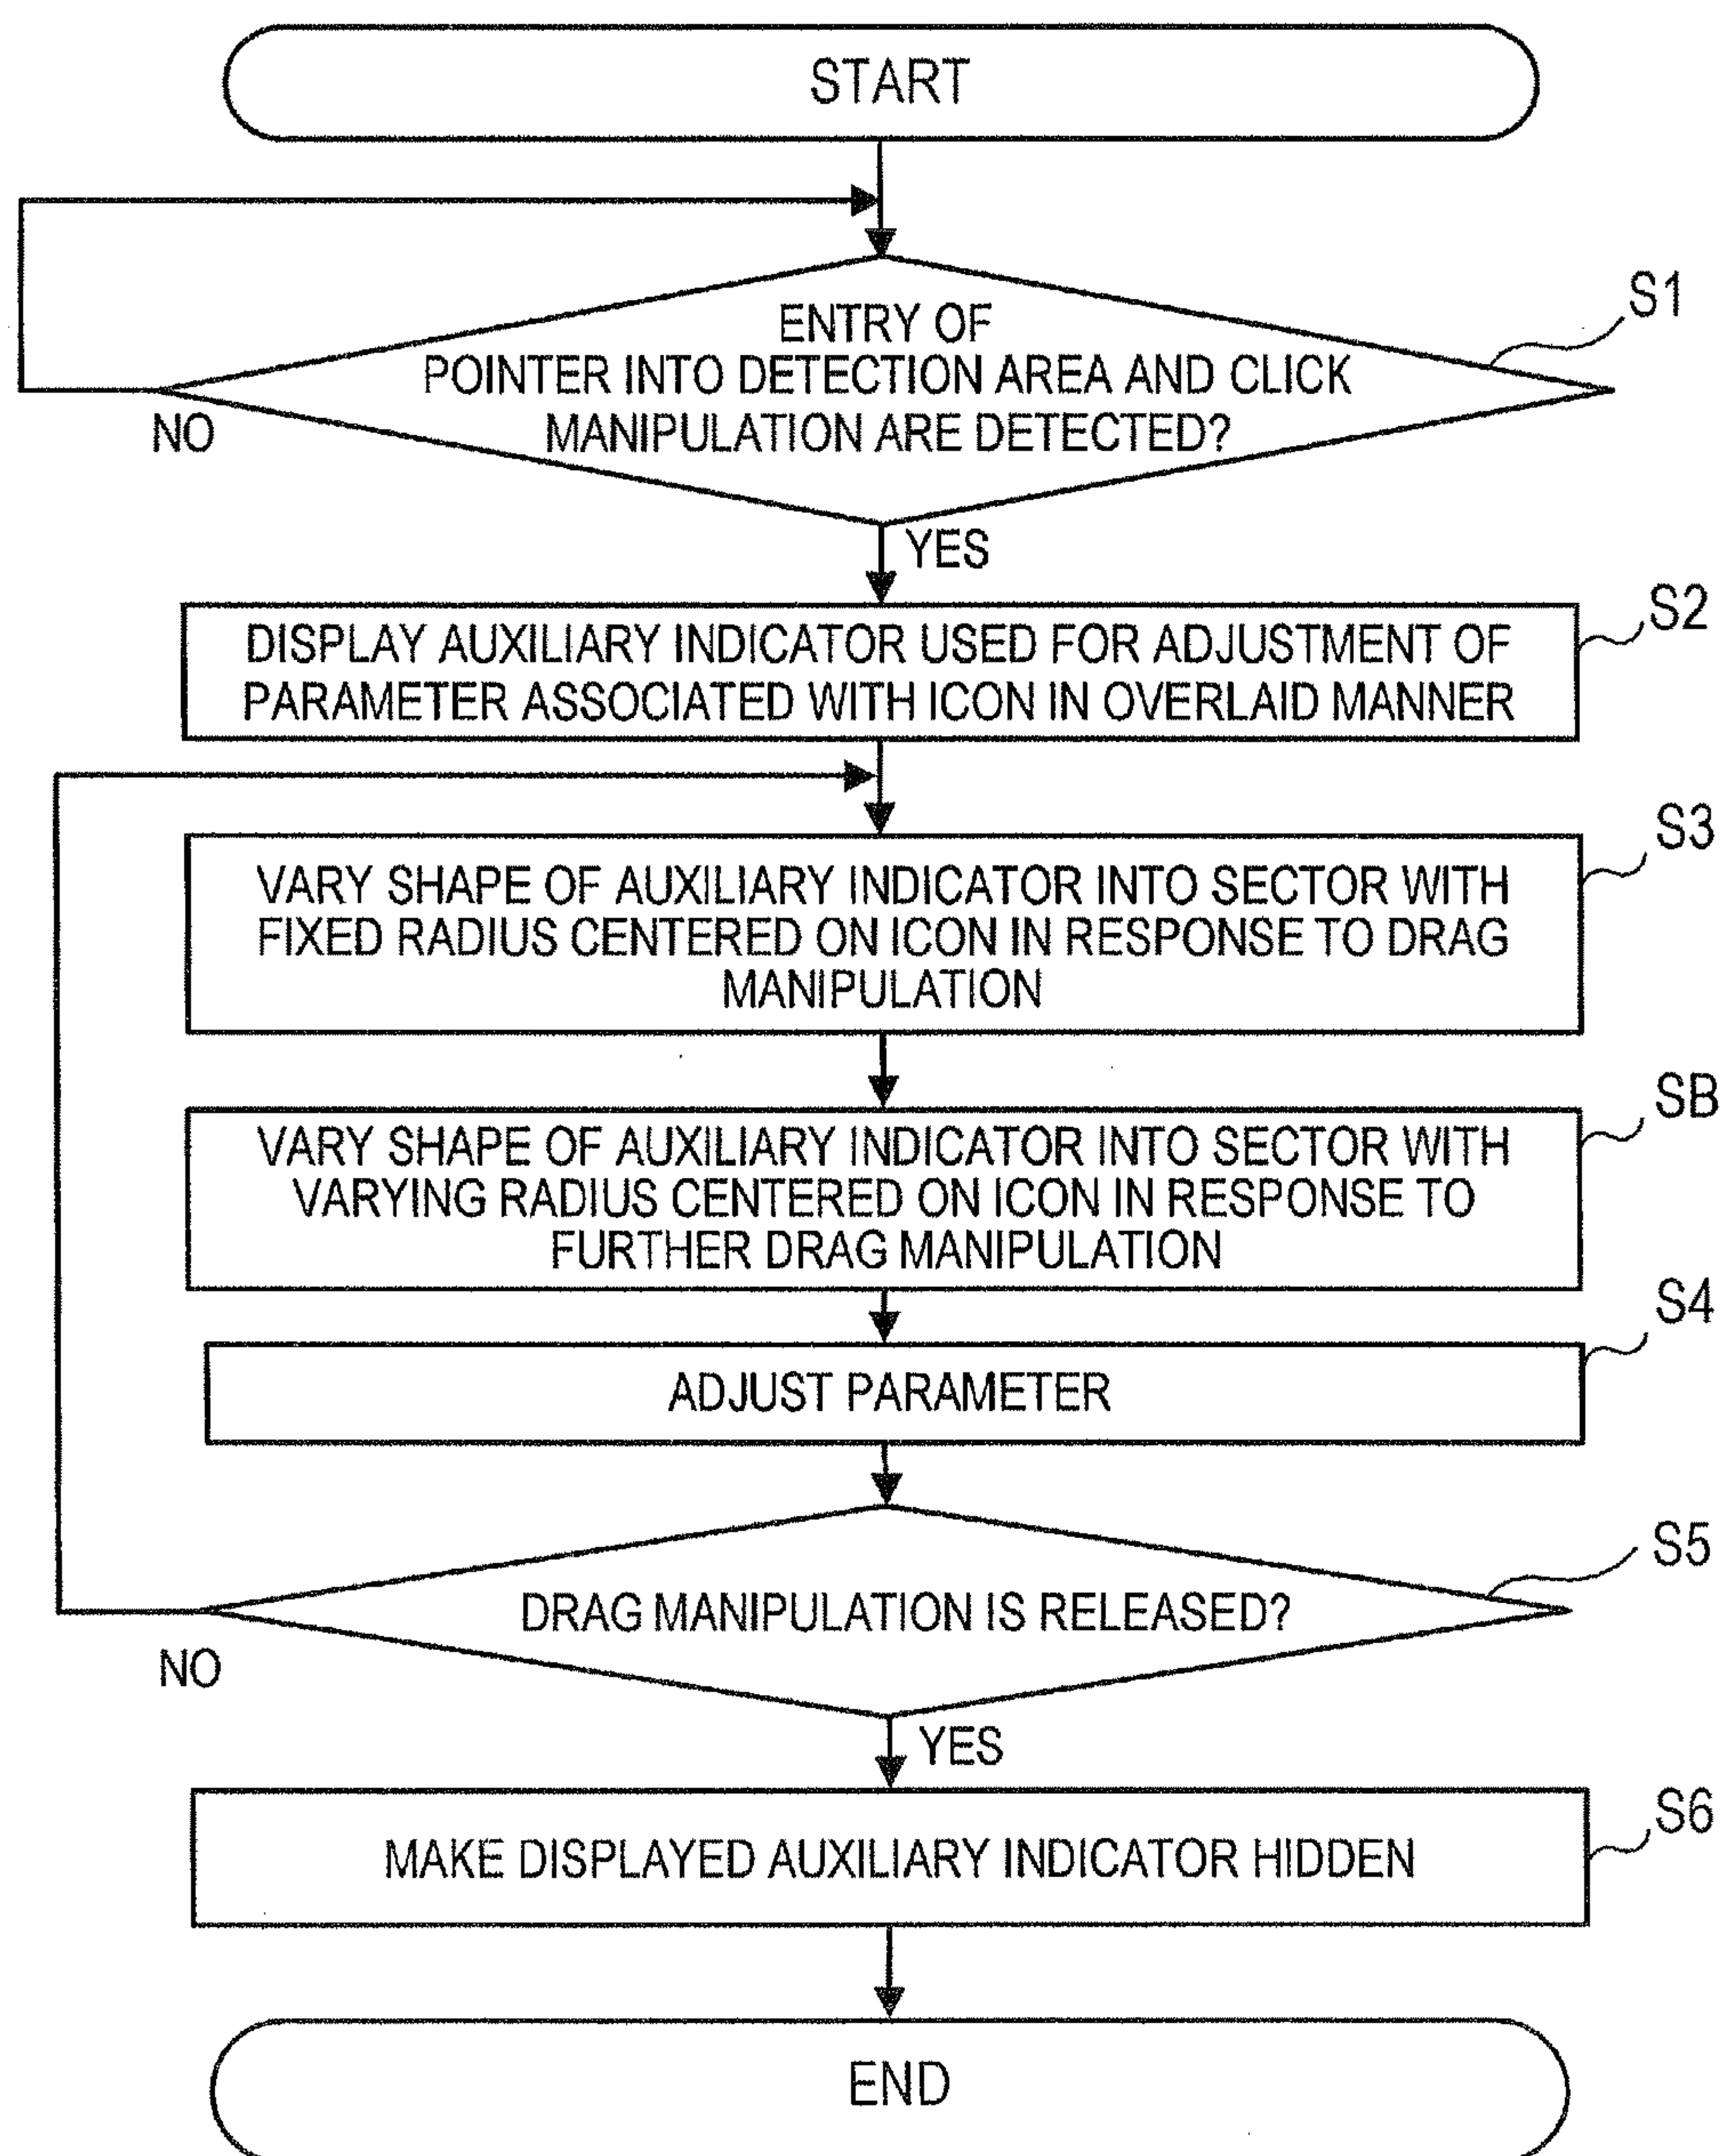 START
ENTRY OF
POINTER INTO DETECTION AREA AND CLICK
MANIPULATION ARE DETECTED?
S1
NO
YES
S2
DISPLAY AUXILIARY INDICATOR USED FOR ADJUSTMENT OF
PARAMETER ASSOCIATED WITH ICON IN OVERLAID MANNER
S3
VARY SHAPE OF AUXILIARY INDICATOR INTO SECTOR WITH
FIXED RADIUS CENTERED ON ICON IN RESPONSE TO DRAG
MANIPULATION
SB
VARY SHAPE OF AUXILIARY INDICATOR INTO SECTOR WITH
VARYING RADIUS CENTERED ON ICON IN RESPONSE TO
FURTHER DRAG MANIPULATION
S4
ADJUST PARAMETER
S5
DRAG MANIPULATION IS RELEASED?
NO
YES
S6
MAKE DISPLAYED AUXILIARY INDICATOR HIDDEN
END